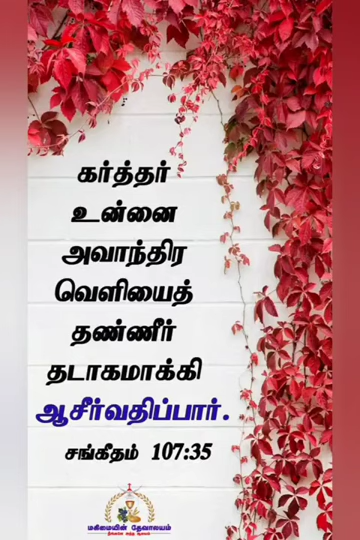 கர்த்தர்
உன்னை
அவாந்திர
வெளியைத்
தண்ணீர்
தடாகமாக்கி
ஆசீர்வதிப்பார்.
சங்கீதம் 107:35
மகிமையின் தேவாலயம்